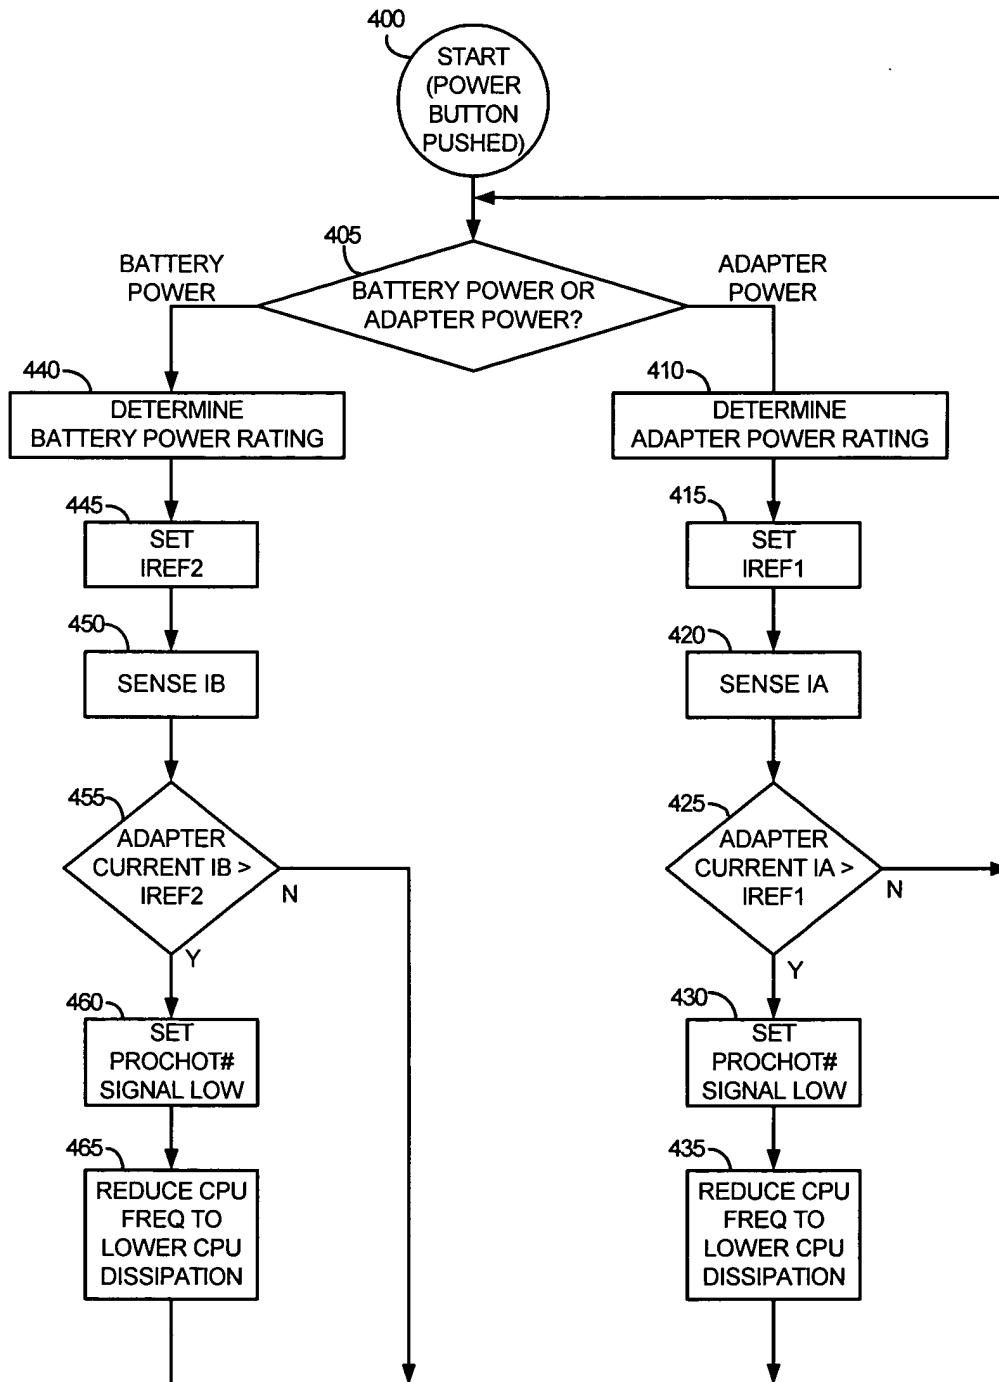 400
START
(POWER
BUTTON
PUSHED)
405
BATTERY POWER OR
ADAPTER POWER?
BATTERY
POWER
ADAPTER
POWER
440
DETERMINE
BATTERY POWER RATING
445
SET
IREF2
450
SENSE IB
455
ADAPTER
CURRENT IB >
IREF2
N
Y
460
SET
PROCHOT#
SIGNAL LOW
465
REDUCE CPU
FREQ TO
LOWER CPU
DISSIPATION
410
DETERMINE
ADAPTER POWER RATING
415
SET
IREF1
420
SENSE IA
425
ADAPTER
CURRENT IA >
IREF1
N
Y
430
SET
PROCHOT#
SIGNAL LOW
435
REDUCE CPU
FREQ TO
LOWER CPU
DISSIPATION